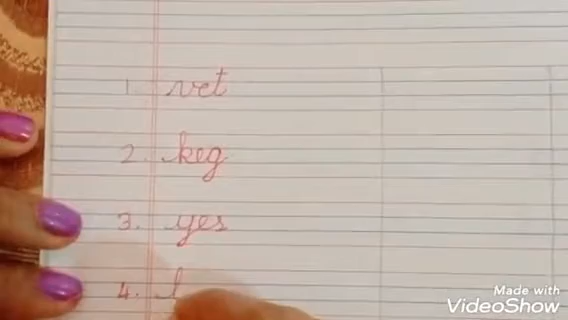 1. vet
2. keg
3. yes
4.
Made with
VideoShow